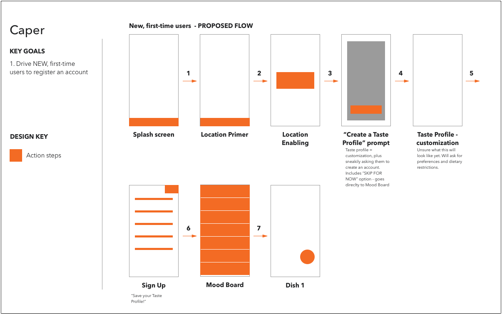 Caper
KEY GOALS
1. Drive NEW, first-time
users to register an account
DESIGN KEY
Action steps
New, first-time users - PROPOSED FLOW
1
2
3
4
5
Splash screen
Location Primer
Location
Enabling
"Create a Taste
Profile" prompt
Taste profile =
customization, plus
sneakily asking them to
create an account.
Includes "SKIP FOR
NOW" option - goes
directly to Mood Board
Taste Profile -
customization
Unsure what this will
look like yet. Will ask for
preferences and dietary
restrictions.
6
7
Sign Up
"Save your Taste
Profile!"
Mood Board
Dish 1